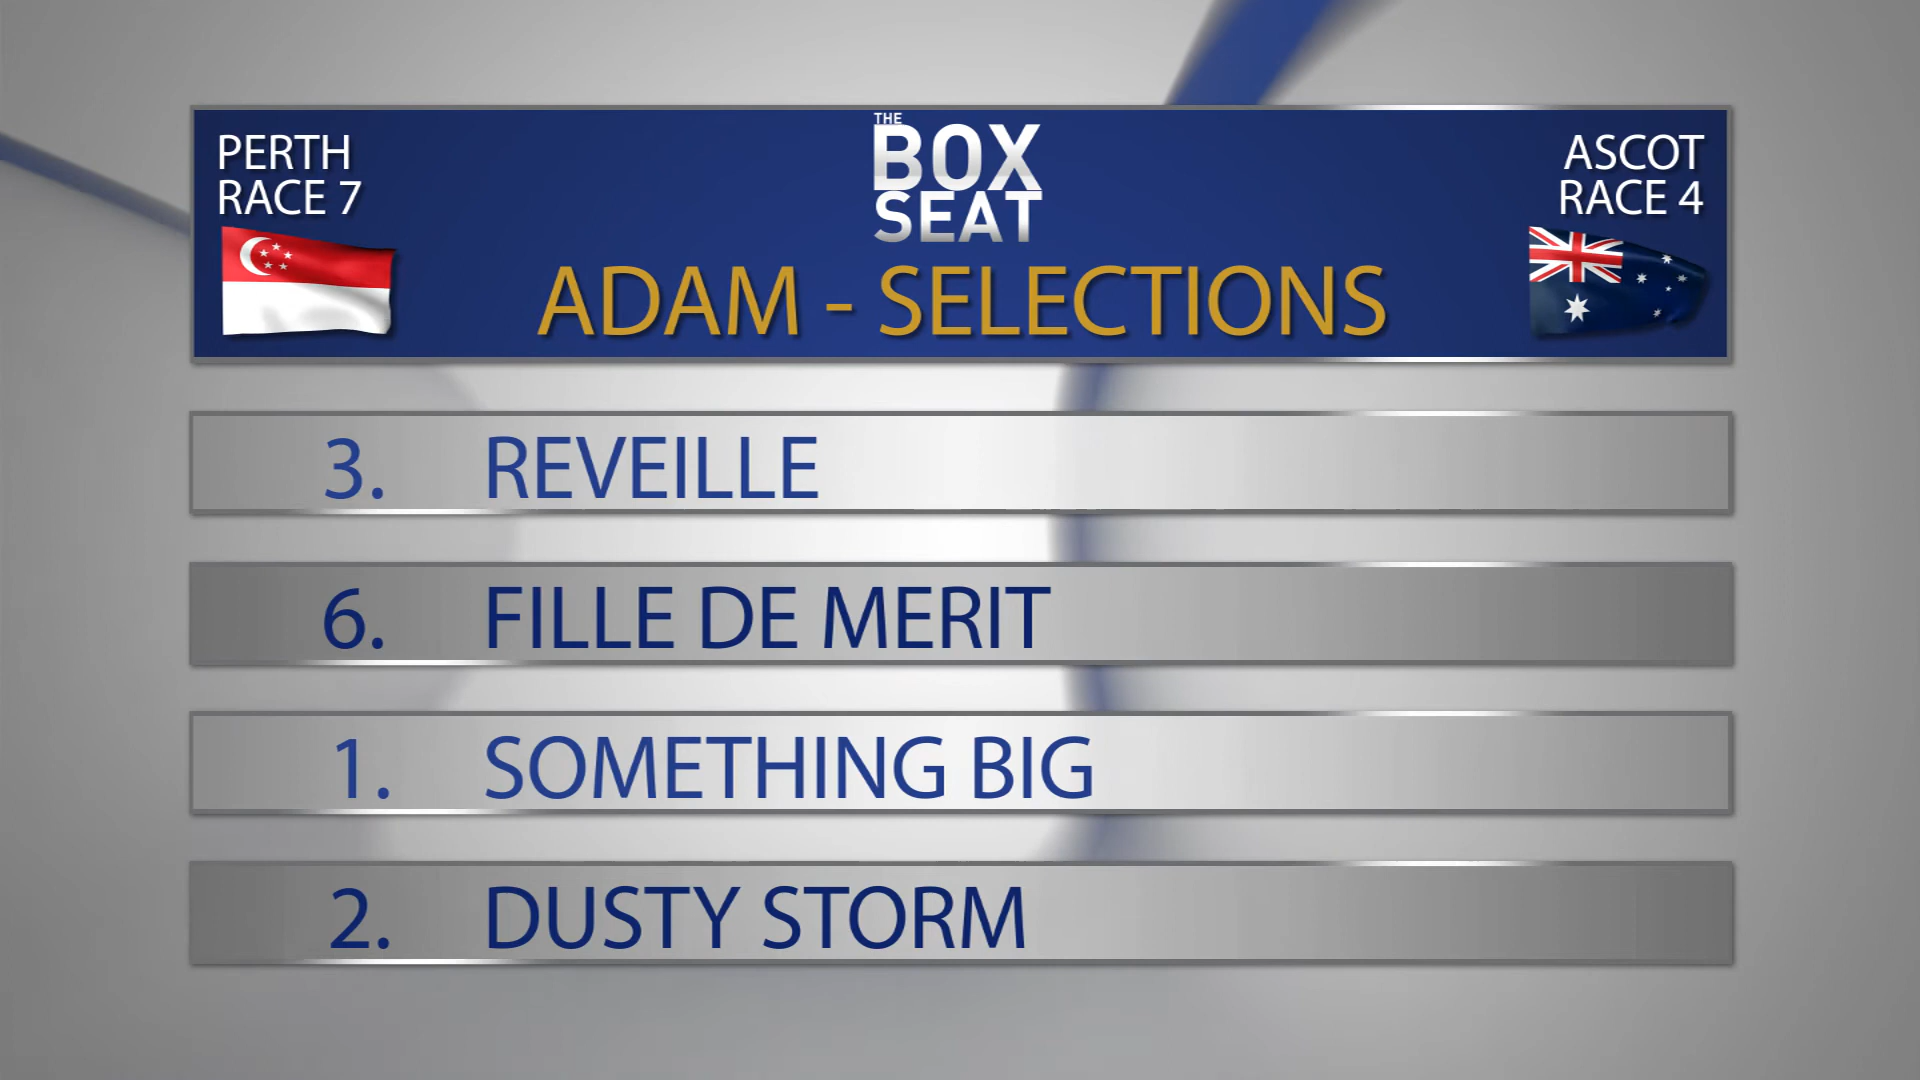 PERTH
RACE 7
THE
BOX
SEAT
ASCOT
RACE 4
ADAM - SELECTIONS
3. REVEILLE
6. FILLE DE MERIT
1. SOMETHING BIG
2. DUSTY STORM